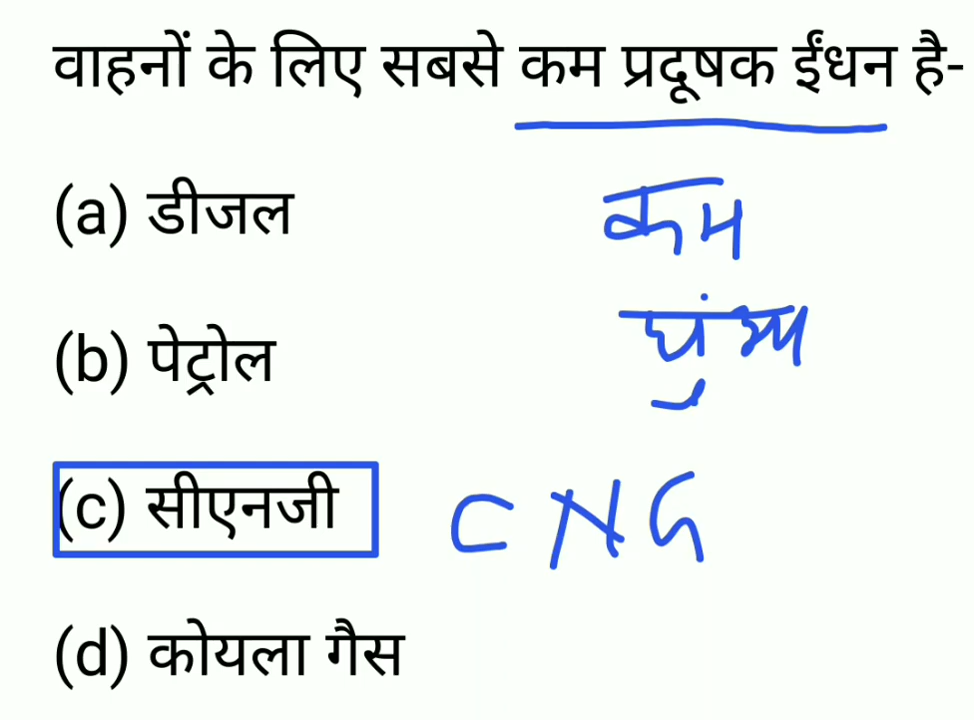 वाहनों के लिए सबसे कम प्रदूषक ईंधन है-
(a) डीजल
कम
(b) पेट्रोल
(c) सीएनजी
CNG
(d) कोयला गैस